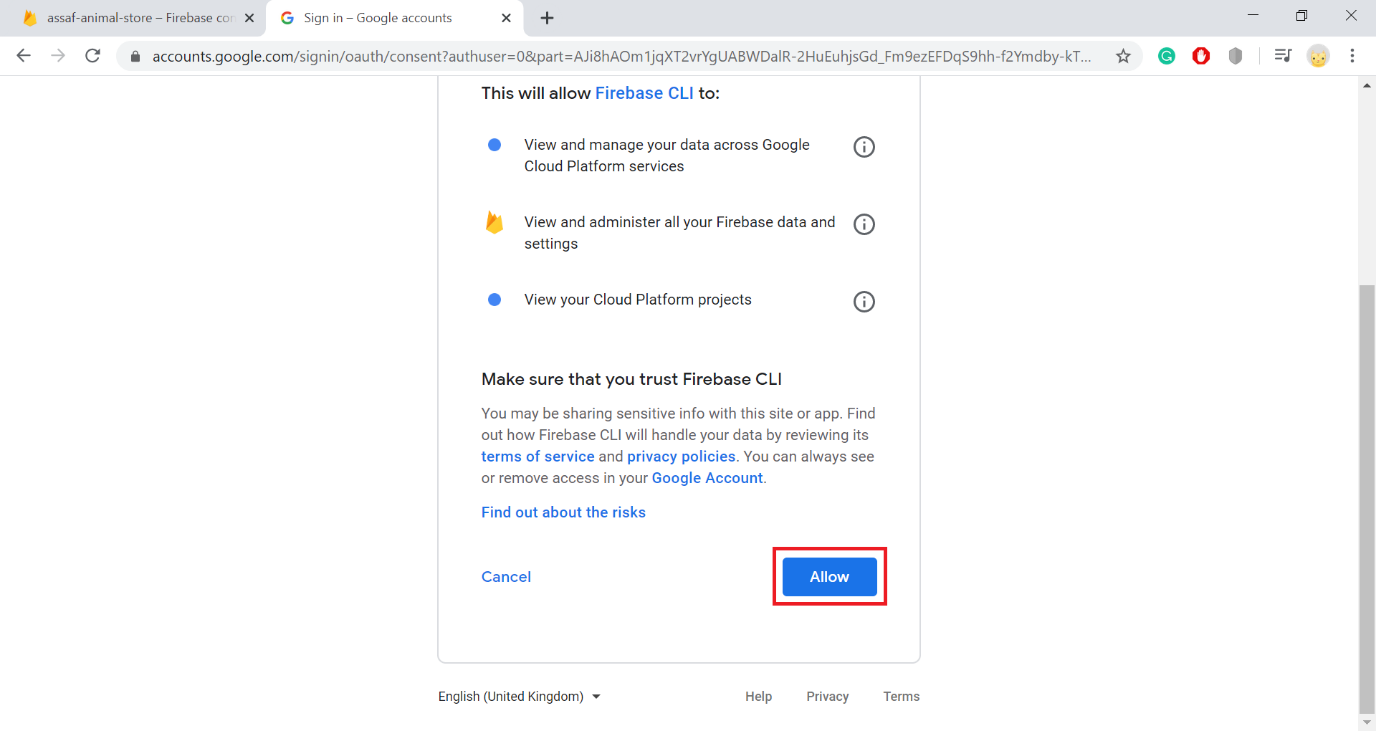 assaf-animal-store – Firebase con
Sign in – Google accounts
accounts.google.com/signin/oauth/consent?authuser=0&part=AJi8hAOm1jqXT2vrYgUABWDalR-2HuEuhjsGd_Fm9ezEFDqS9hh-f2Ymdby-kT...
This will allow Firebase CLI to:
View and manage your data across Google
Cloud Platform services
View and administer all your Firebase data and
settings
View your Cloud Platform projects
Make sure that you trust Firebase CLI
You may be sharing sensitive info with this site or app. Find
out how Firebase CLI will handle your data by reviewing its
terms of service and privacy policies. You can always see
or remove access in your Google Account.
Find out about the risks
Cancel
Allow
English (United Kingdom)
Help
Privacy
Terms